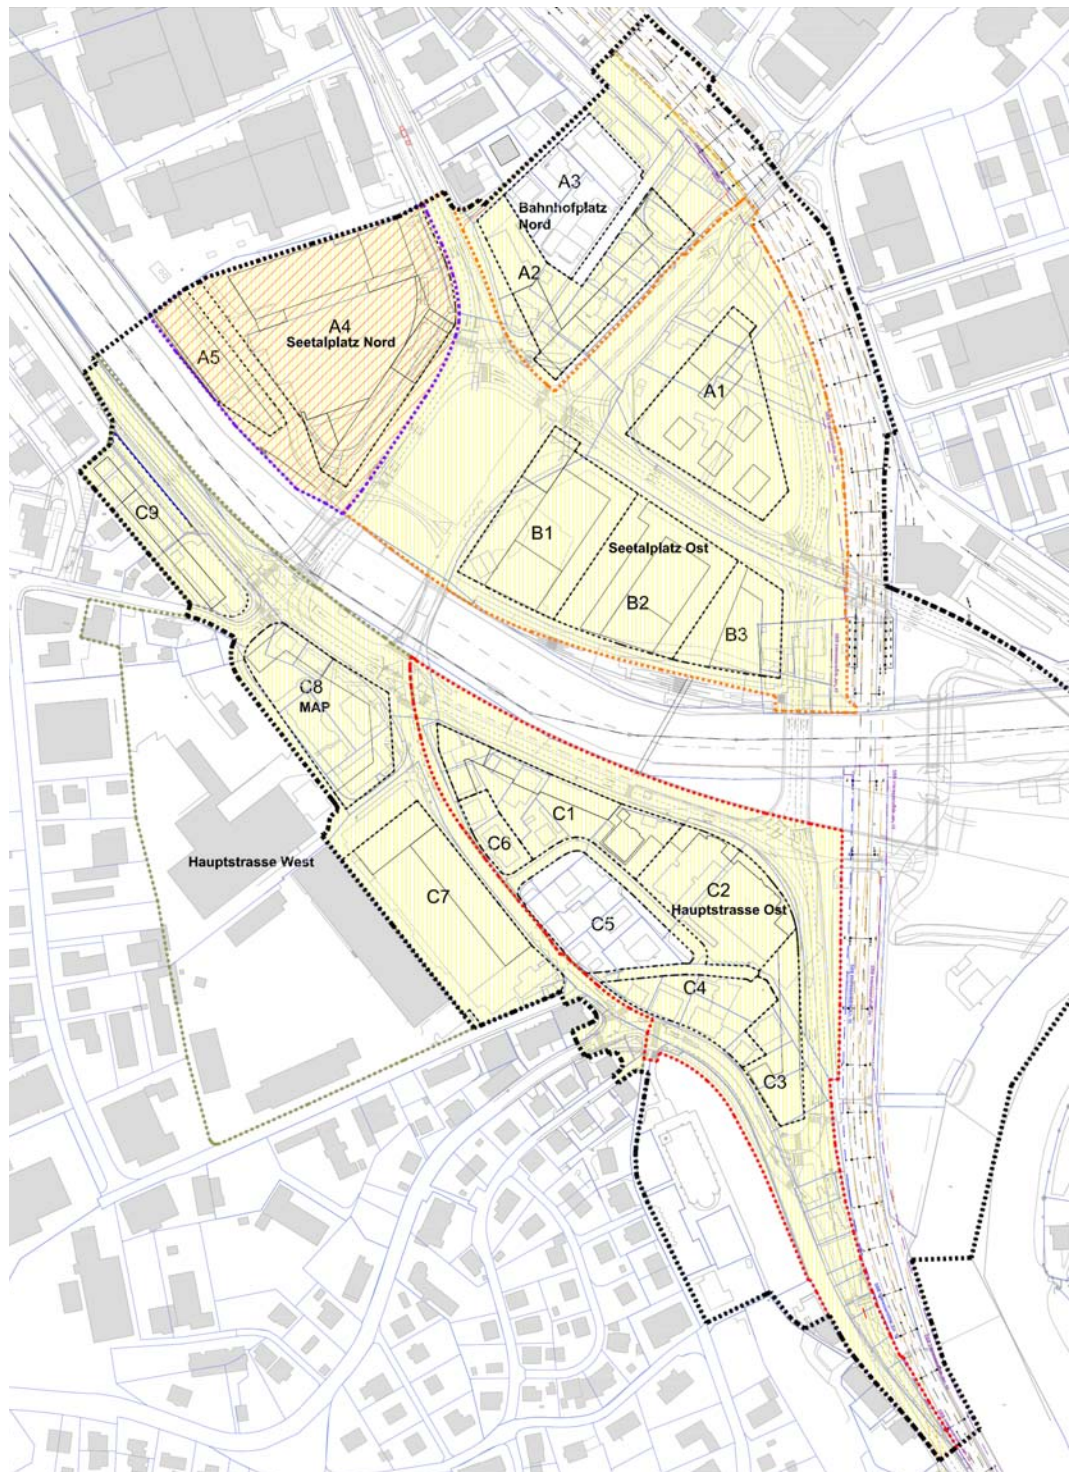 A3
Bahnhofplatz
Nord
A2
A4
Seetalplatz Nord
A5
A1
C9
B1
Seetalplatz Ost
B2
B3
C8
MAP
C1
C6
Hauptstrasse West
C7
C2
Hauptstrasse Ost
C5
C4
C3